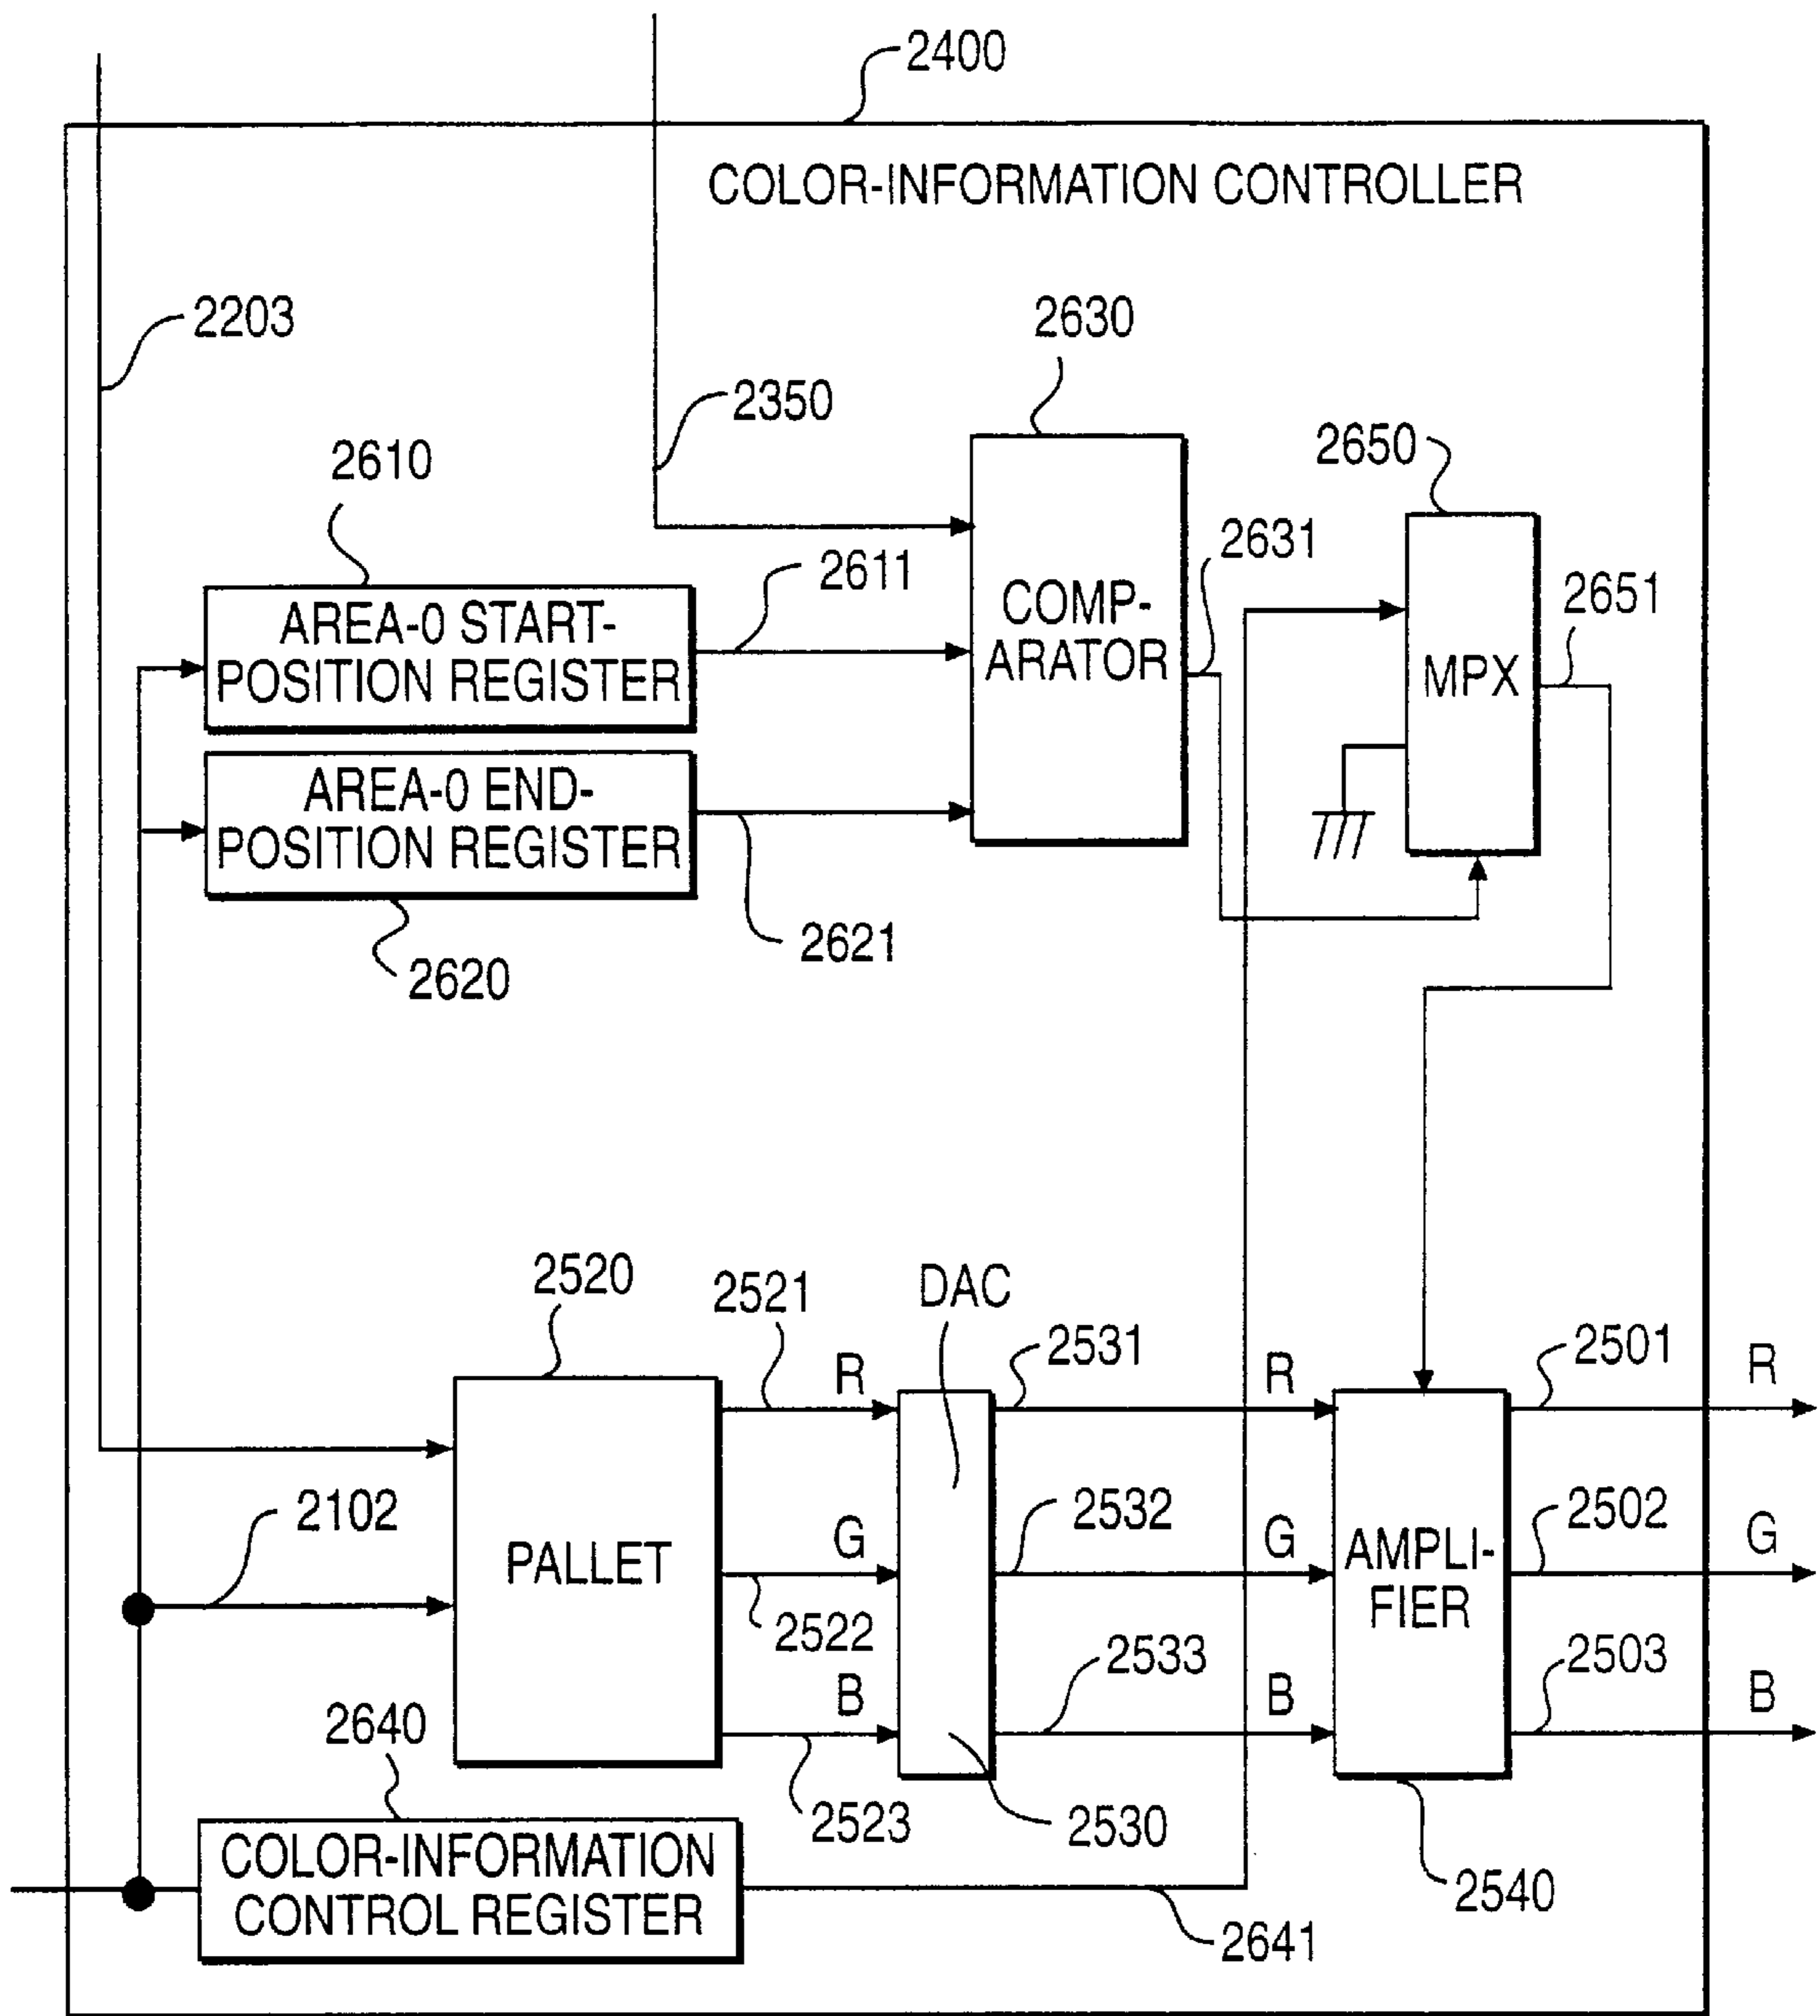 2400
COLOR-INFORMATION CONTROLLER
2203
2630
2350
2650
2610
2631
2611
2651
AREA-0 START-
POSITION REGISTER
COMP-
ARATOR
MPX
AREA-0 END-
POSITION REGISTER
2621
2620
2520
2521
DAC
2531
2501
R
R
R
2102
2532
2502
G
G
G
PALLET
AMPLI-
FIER
2522
2533
2503
B
B
B
2640
2523
2530
COLOR-INFORMATION
CONTROL REGISTER
2540
2641